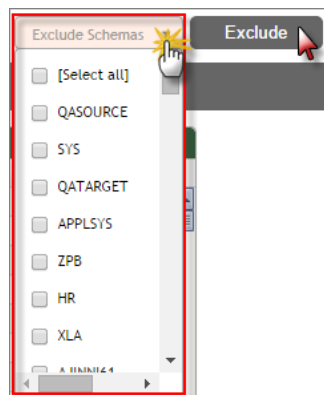 Exclude Schemas
Exclude
[Select all]
QASOURCE
SYS
QATARGET
APPLSYS
ZPB
HR
XLA